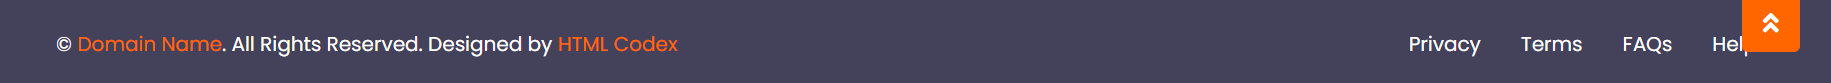 © Domain Name. All Rights Reserved. Designed by HTML Codex Privacy Terms FAQs